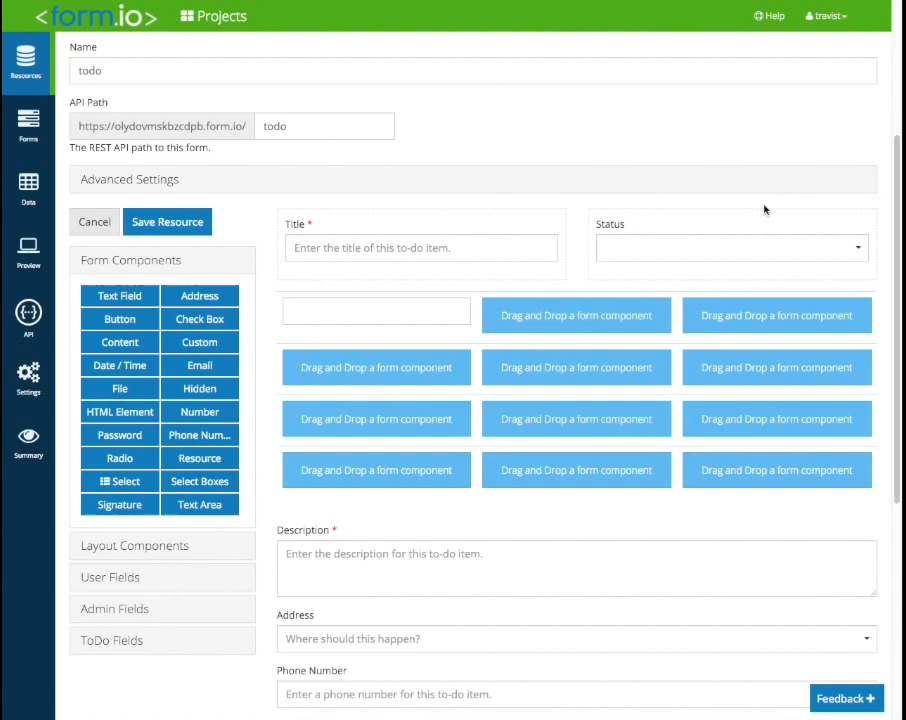 <form.io>
Projects
Help
travist
Resources
Forms
Data
Preview
API
Settings
Summary
Name
todo
API Path
https://olydovmskbzcdpb.form.io/
todo
The REST API path to this form.
Advanced Settings
Cancel
Save Resource
Form Components
Text Field
Address
Button
Check Box
Content
Custom
Date / Time
Email
File
Hidden
HTML Element
Number
Password
Phone Num...
Radio
Resource
Select
Select Boxes
Signature
Text Area
Layout Components
User Fields
Admin Fields
ToDo Fields
Title *
Enter the title of this to-do item.
Status
Drag and Drop a form component
Drag and Drop a form component
Drag and Drop a form component
Drag and Drop a form component
Drag and Drop a form component
Drag and Drop a form component
Drag and Drop a form component
Drag and Drop a form component
Drag and Drop a form component
Drag and Drop a form component
Drag and Drop a form component
Description *
Enter the description for this to-do item.
Address
Where should this happen?
Phone Number
Enter a phone number for this to-do item.
Feedback +